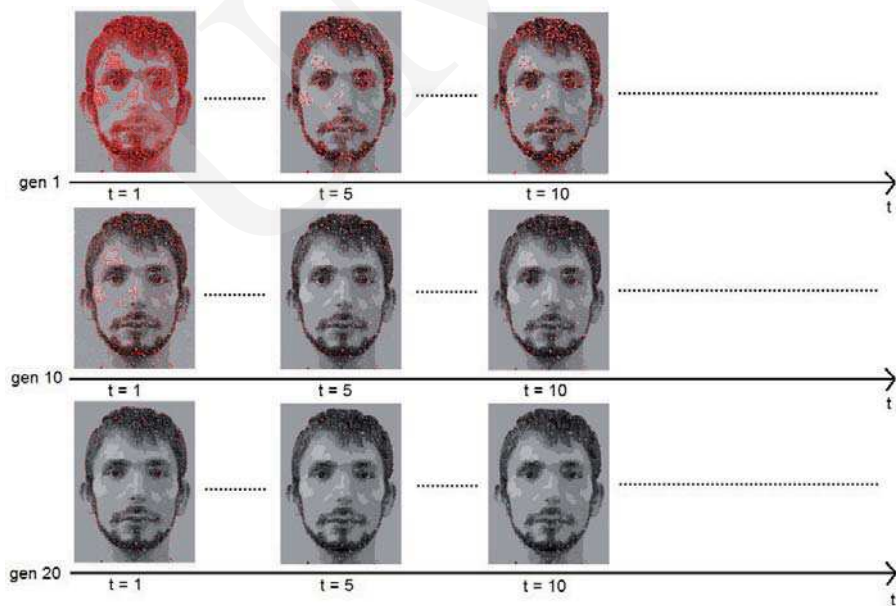 gen 1
t = 1
t = 5
t = 10
t
gen 10
t = 1
t = 5
t = 10
t
gen 20
t = 1
t = 5
t = 10
t